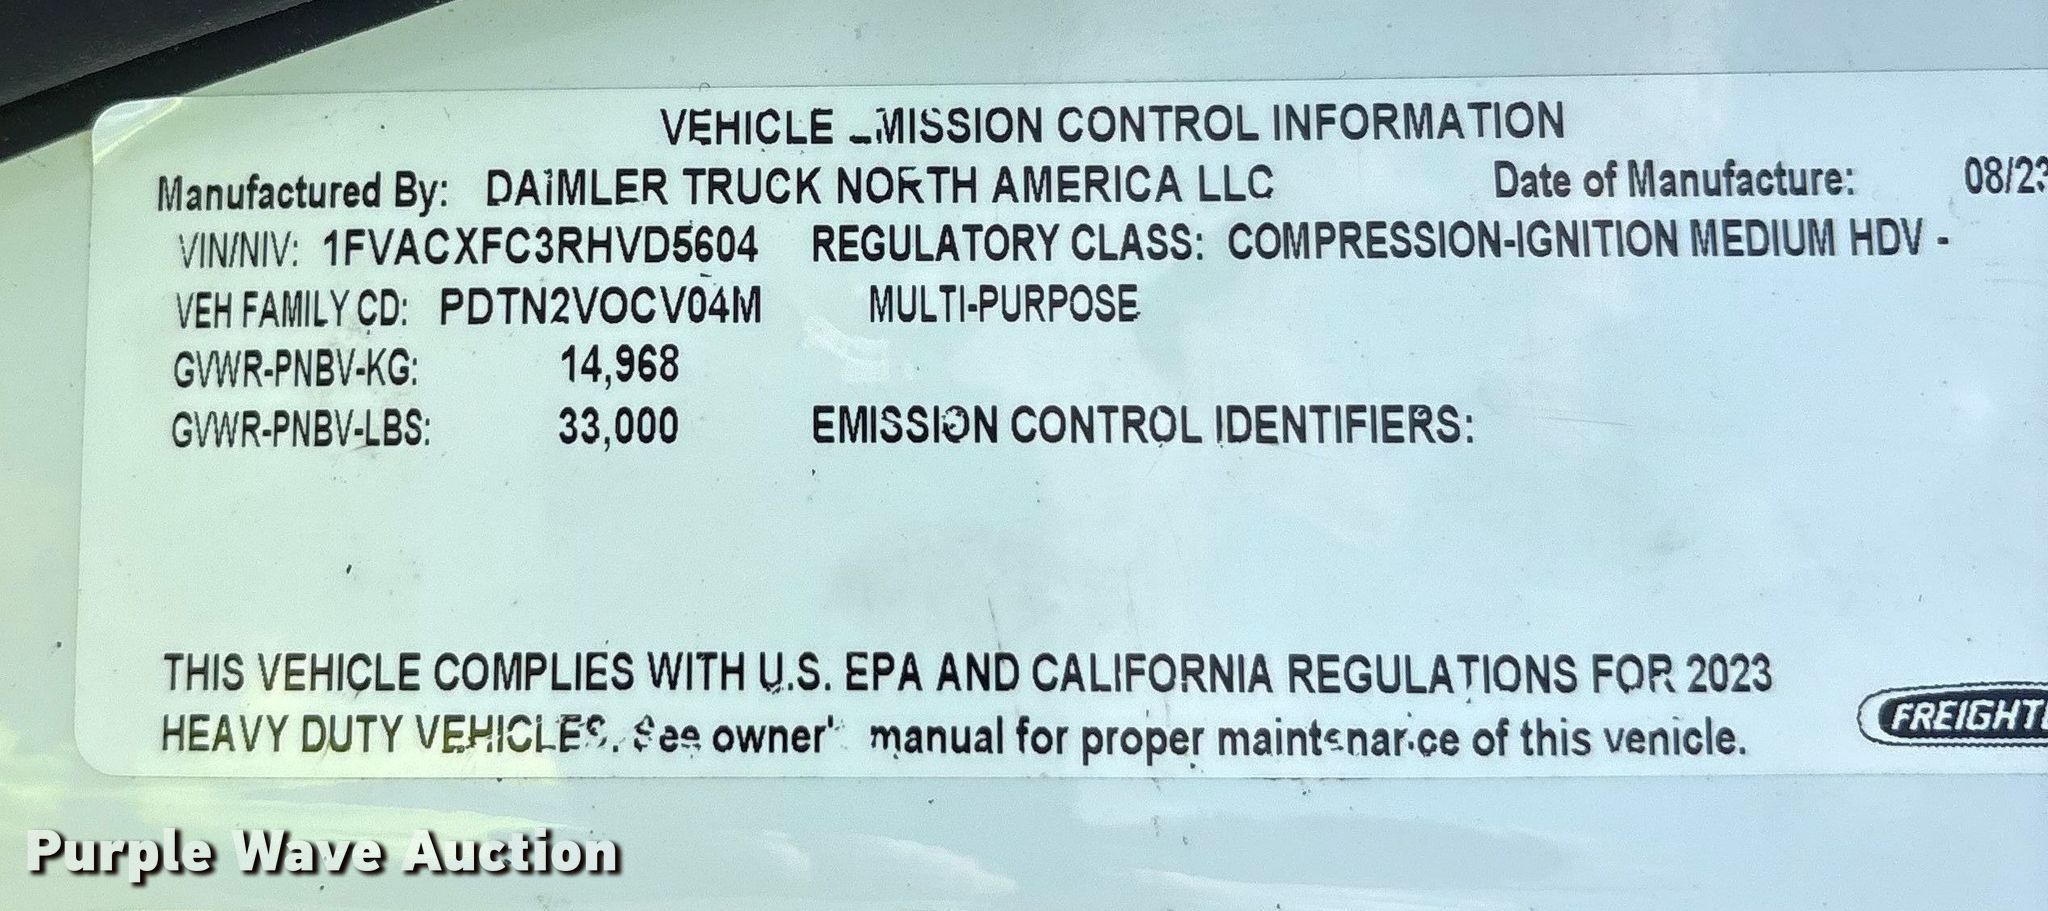 VEHICLE EMISSION CONTROL INFORMATION
Manufactured By: DAIMLER TRUCK NORTH AMERICA LLC Date of Manufacture: 08/23
VIN/NIV: 1FVACXFC3RHVD5604 REGULATORY CLASS: COMPRESSION-IGNITION MEDIUM HDV -
VEH FAMILY CD: PDTN2VOCV04M MULTI-PURPOSE
GVWR-PNBV-KG: 14,968
GVWR-PNBV-LBS: 33,000 EMISSION CONTROL IDENTIFIERS:
THIS VEHICLE COMPLIES WITH U.S. EPA AND CALIFORNIA REGULATIONS FOR 2023
HEAVY DUTY VEHICLES. See owner's manual for proper maintenance of this vehicle.
FREIGHTL
Purple Wave Auction